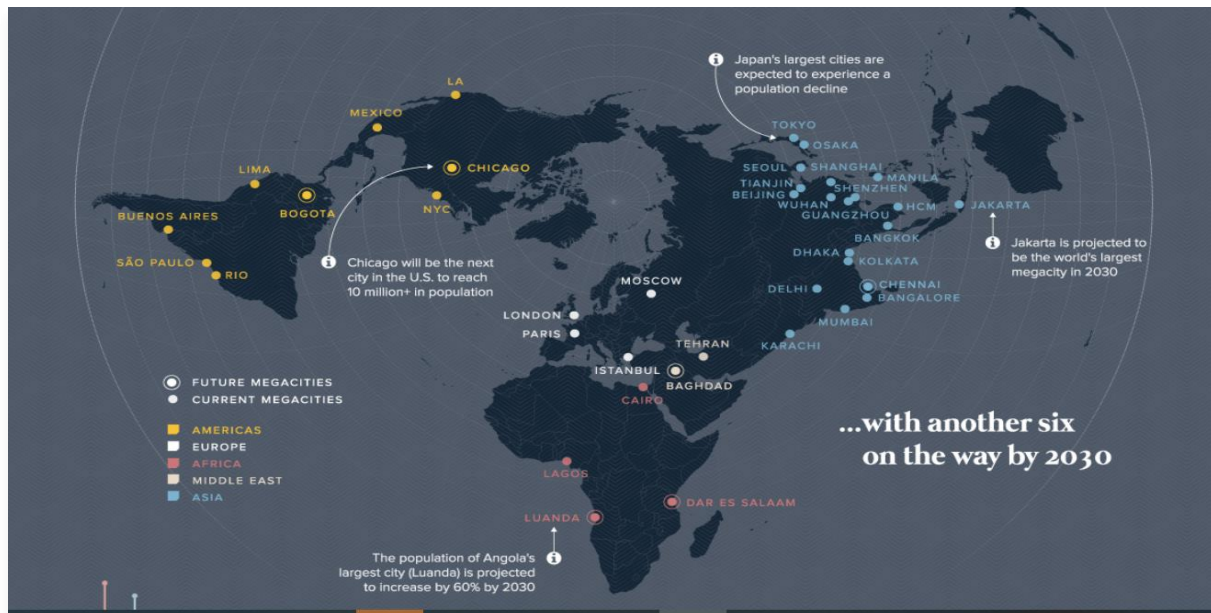 LA
MEXICO
CHICAGO
LIMA
BOGOTA
NYC
BUENOS AIRES
SÃO PAULO
RIO
Chicago will be the next
city in the U.S. to reach
10 million+ in population
Japan's largest cities are
expected to experience a
population decline
TOKYO
OSAKA
SEOUL
SHANGHAI
TIANJIN
MANILA
BEIJING
SHENZHEN
WUHAN
GUANGZHOU
HCM
JAKARTA
BANGKOK
Jakarta is projected to
be the world's largest
megacity in 2030
DHAKA
KOLKATA
DELHI
CHENNAI
BANGALORE
MUMBAI
KARACHI
MOSCOW
LONDON
PARIS
TEHRAN
ISTANBUL
BAGHDAD
CAIRO
LAGOS
DAR ES SALAAM
LUANDA
The population of Angola's
largest city (Luanda) is projected
to increase by 60% by 2030
FUTURE MEGACITIES
CURRENT MEGACITIES
AMERICAS
EUROPE
AFRICA
MIDDLE EAST
ASIA
...with another six
on the way by 2030